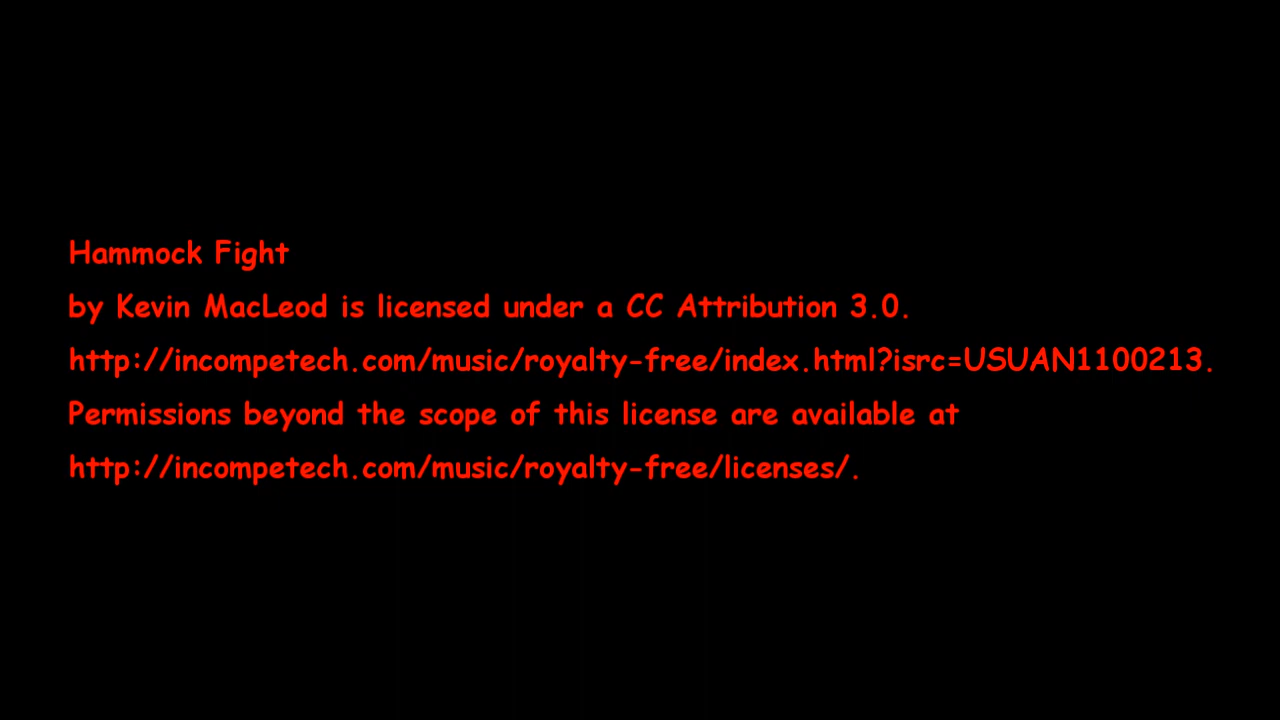 Hammock Fight
by Kevin MacLeod is licensed under a CC Attribution 3.0.
http://incompetech.com/music/royalty-free/index.html?isrc=USUAN1100213.
Permissions beyond the scope of this license are available at
http://incompetech.com/music/royalty-free/licenses/.